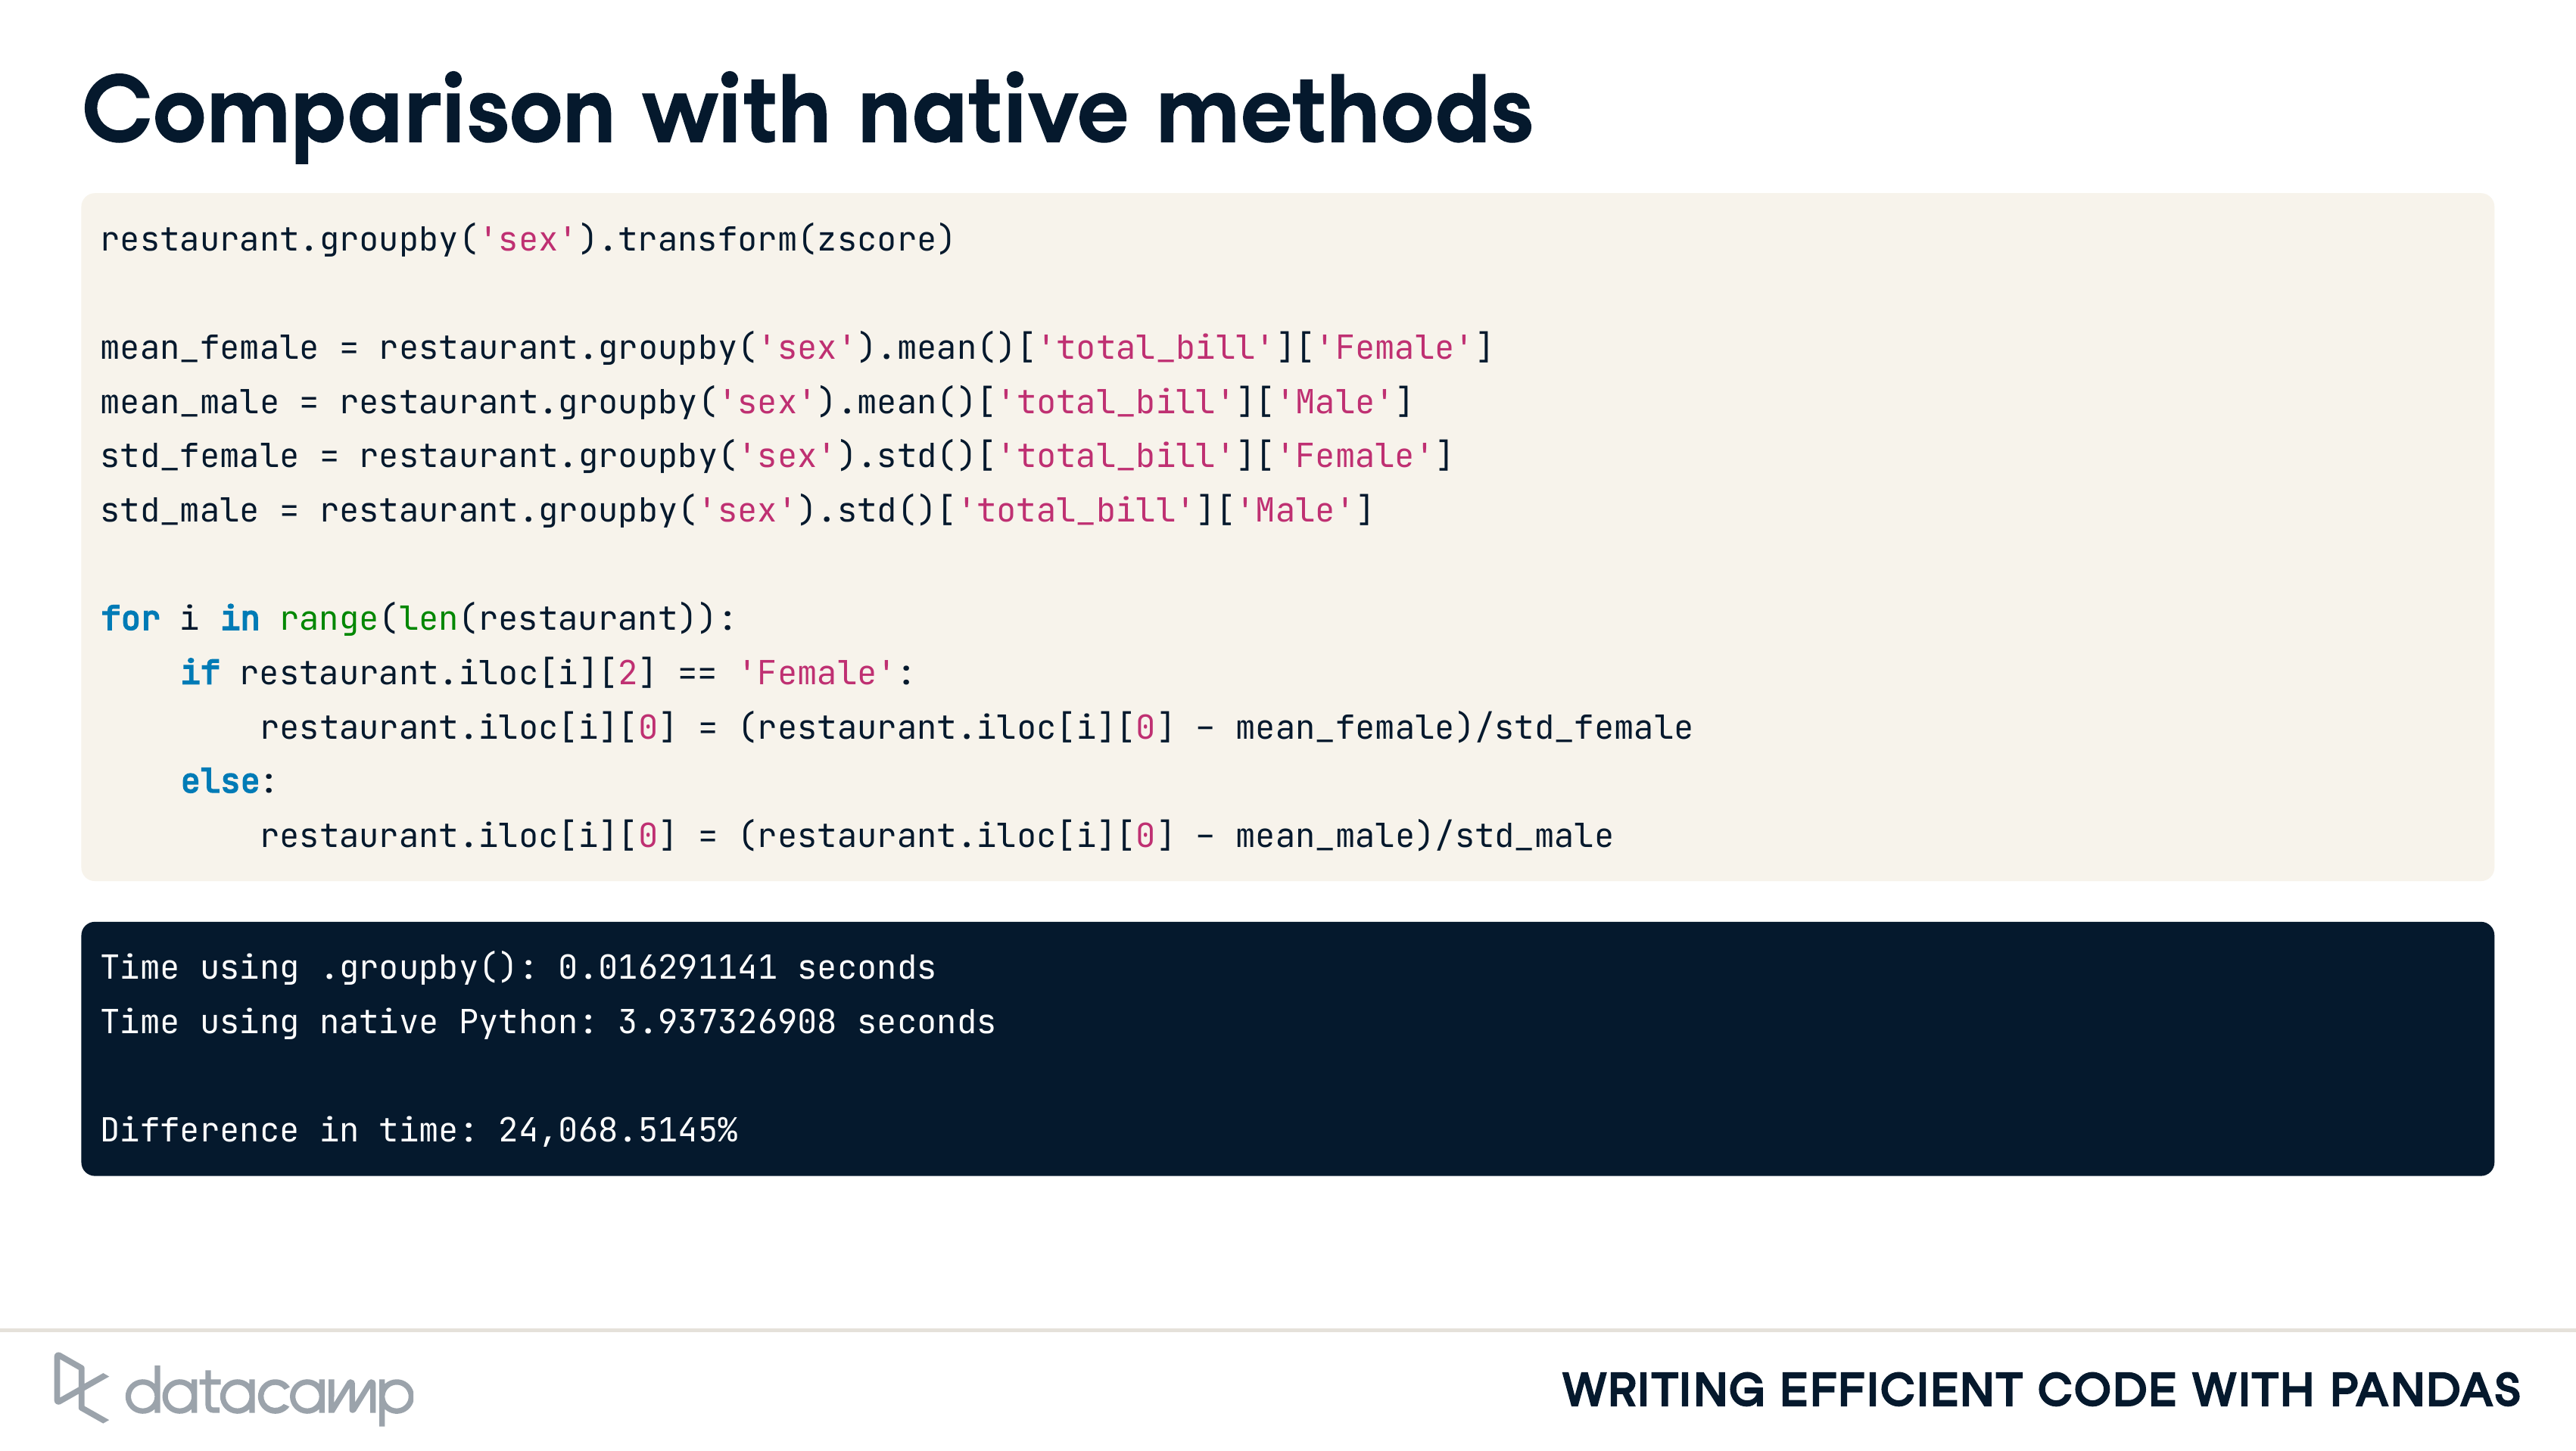 Comparison with native methods
restaurant.groupby('sex').transform(zscore)
mean_female = restaurant.groupby('sex').mean()['total_bill']['Female']
mean_male = restaurant.groupby('sex').mean()['total_bill']['Male']
std_female = restaurant.groupby('sex').std()['total_bill']['Female']
std_male = restaurant.groupby('sex').std()['total_bill']['Male']
for i in range(len(restaurant)):
    if restaurant.iloc[i][2] == 'Female':
        restaurant.iloc[i][0] = (restaurant.iloc[i][0] - mean_female)/std_female
    else:
        restaurant.iloc[i][0] = (restaurant.iloc[i][0] - mean_male)/std_male
Time using .groupby(): 0.016291141 seconds
Time using native Python: 3.937326908 seconds
Difference in time: 24,068.5145%
datacamp
WRITING EFFICIENT CODE WITH PANDAS